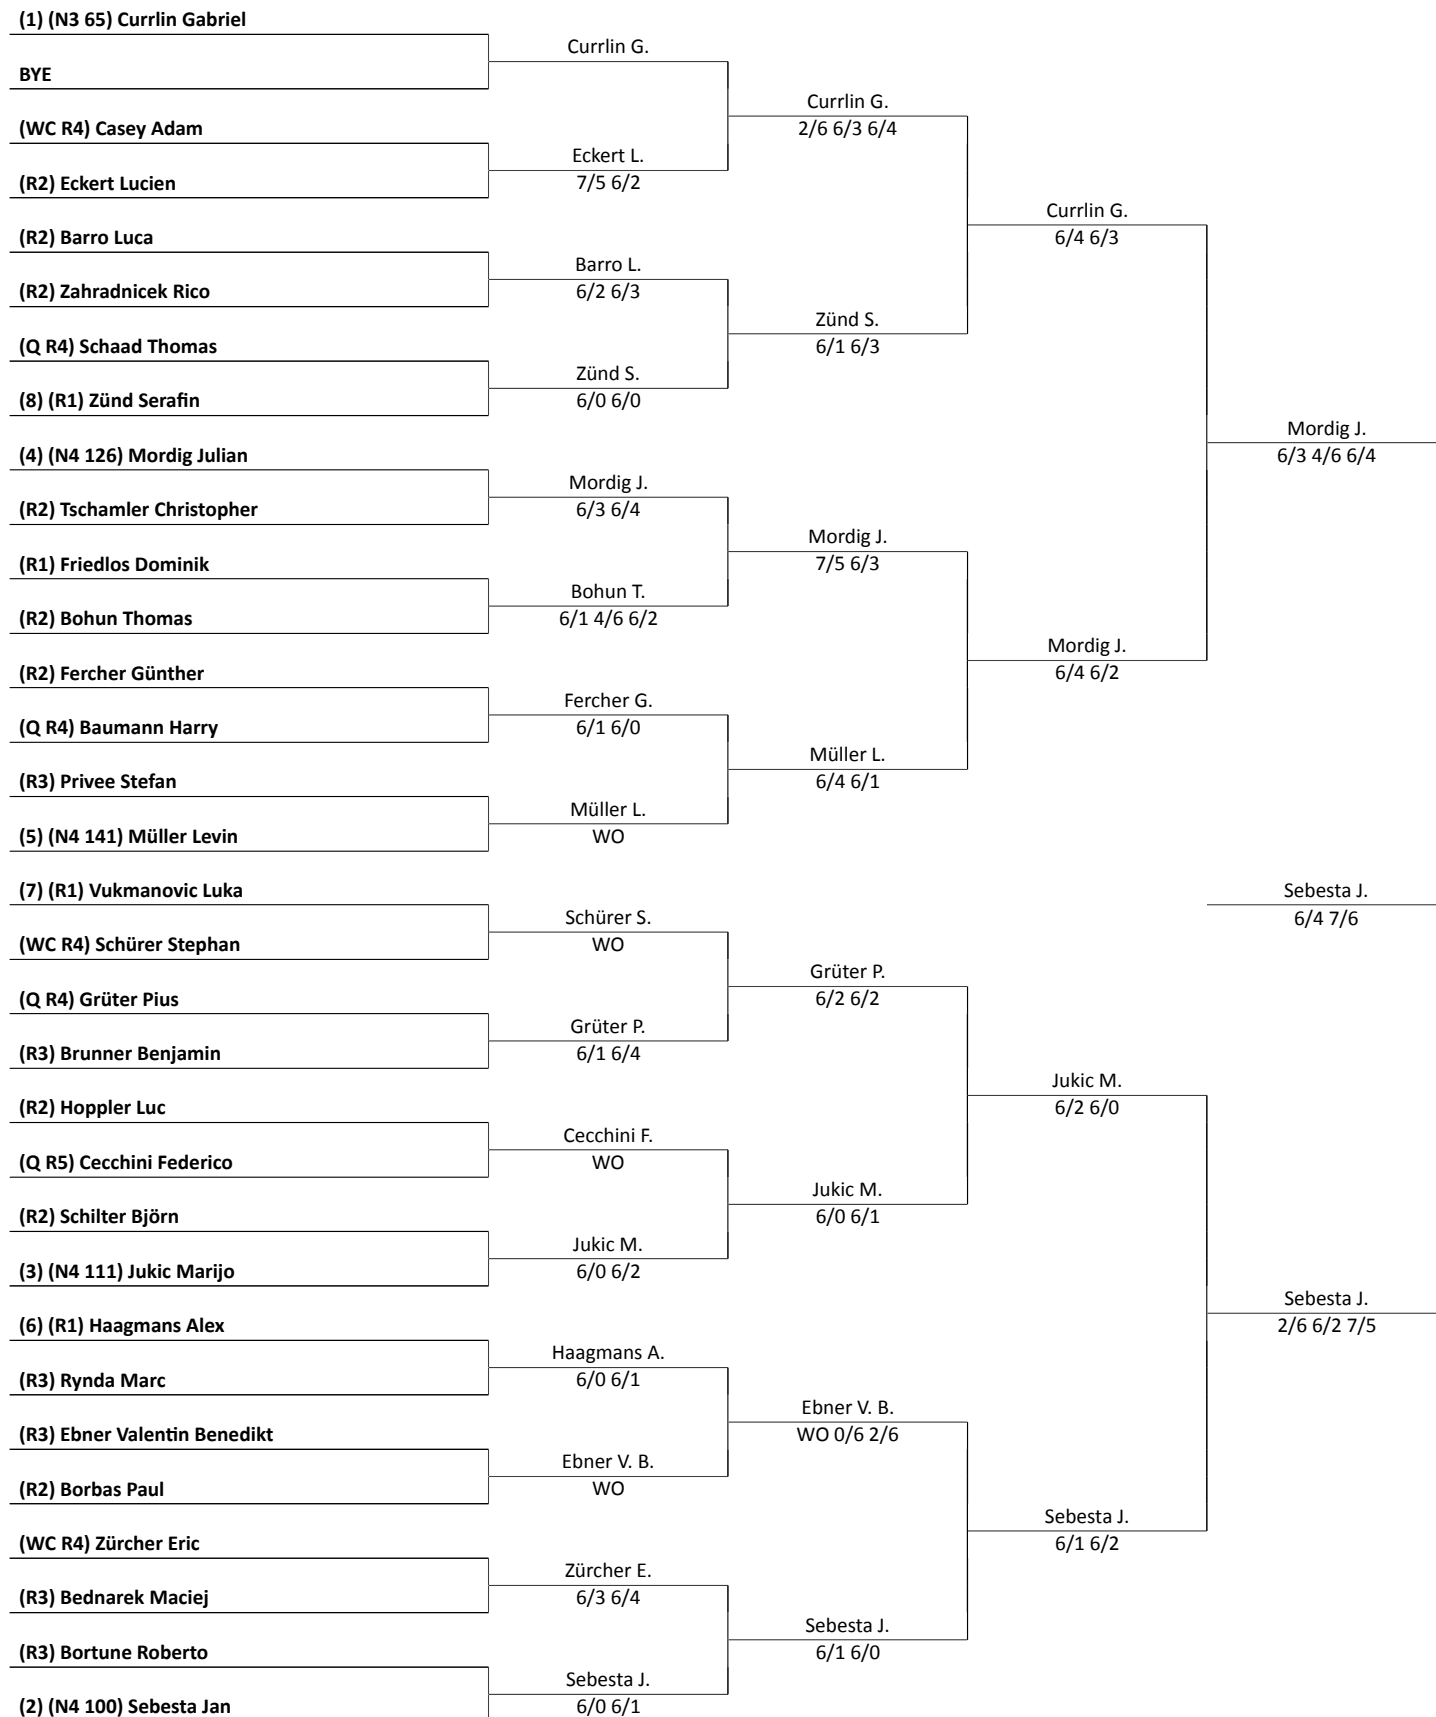 (1) (N3 65) Currlin Gabriel
BYE
(WC R4) Casey Adam
(R2) Eckert Lucien
(R2) Barro Luca
(R2) Zahradnicek Rico
(Q R4) Schaad Thomas
(8) (R1) Zünd Serafin
(4) (N4 126) Mordig Julian
(R2) Tschamler Christopher
(R1) Friedlos Dominik
(R2) Bohun Thomas
(R2) Fercher Günther
(Q R4) Baumann Harry
(R3) Privee Stefan
(5) (N4 141) Müller Levin
(7) (R1) Vukmanovic Luka
(WC R4) Schürer Stephan
(Q R4) Grüter Pius
(R3) Brunner Benjamin
(R2) Hoppler Luc
(Q R5) Cecchini Federico
(R2) Schilter Björn
(3) (N4 111) Jukic Marijo
(6) (R1) Haagmans Alex
(R3) Rynda Marc
(R3) Ebner Valentin Benedikt
(R2) Borbas Paul
(WC R4) Zürcher Eric
(R3) Bednarek Maciej
(R3) Bortune Roberto
(2) (N4 100) Sebesta Jan
Currlin G.
Eckert L.
7/5 6/2
Barro L.
6/2 6/3
Zünd S.
6/0 6/0
Mordig J.
6/3 6/4
Bohun T.
6/1 4/6 6/2
Fercher G.
6/1 6/0
Müller L.
WO
Schürer S.
WO
Grüter P.
6/1 6/4
Cecchini F.
WO
Jukic M.
6/0 6/2
Haagmans A.
6/0 6/1
Ebner V. B.
WO
Zürcher E.
6/3 6/4
Sebesta J.
6/0 6/1
Currlin G.
2/6 6/3 6/4
Zünd S.
6/1 6/3
Mordig J.
7/5 6/3
Müller L.
6/4 6/1
Grüter P.
6/2 6/2
Jukic M.
6/0 6/1
Ebner V. B.
WO 0/6 2/6
Sebesta J.
6/1 6/0
Currlin G.
6/4 6/3
Mordig J.
6/4 6/2
Jukic M.
6/2 6/0
Sebesta J.
6/1 6/2
Mordig J.
6/3 4/6 6/4
Sebesta J.
6/4 7/6
Sebesta J.
2/6 6/2 7/5